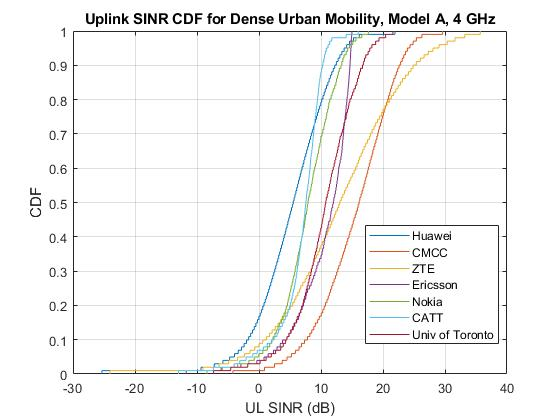 Uplink SINR CDF for Dense Urban Mobility, Model A, 4 GHz
1
0.9
0.8
0.7
0.6
0.5
0.4
0.3
0.2
0.1
0
CDF
Huawei
CMCC
ZTE
Ericsson
Nokia
CATT
Univ of Toronto
-30 -20 -10 0 10 20 30 40
UL SINR (dB)